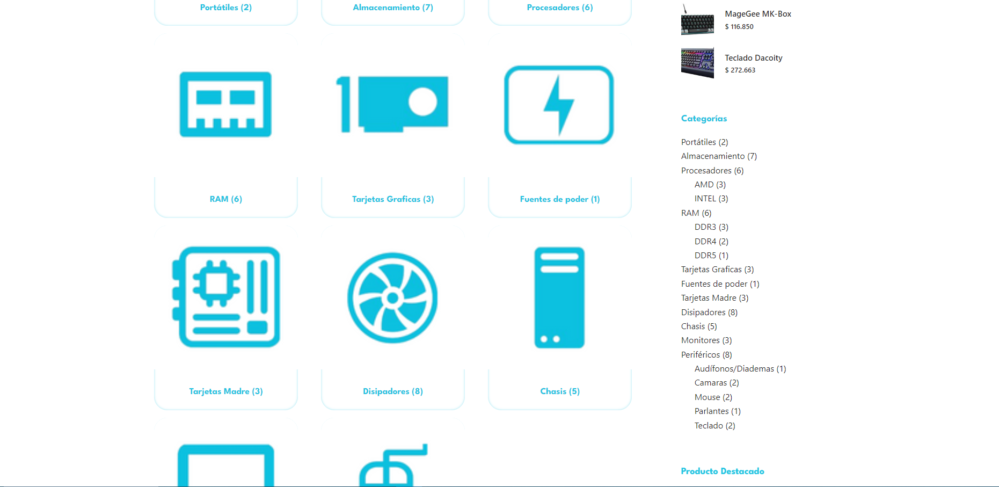 Portátiles (2)
Almacenamiento (7)
Procesadores (6)
RAM (6)
Tarjetas Graficas (3)
Fuentes de poder (1)
Tarjetas Madre (3)
Disipadores (8)
Chasis (5)
MageGee MK-Box
$ 116.850
Teclado Dacoity
$ 272.663
Categorías
Portátiles (2)
Almacenamiento (7)
Procesadores (6)
AMD (3)
INTEL (3)
RAM (6)
DDR3 (3)
DDR4 (2)
DDR5 (1)
Tarjetas Graficas (3)
Fuentes de poder (1)
Tarjetas Madre (3)
Disipadores (8)
Chasis (5)
Monitores (3)
Periféricos (8)
Audífonos/Diademas (1)
Camaras (2)
Mouse (2)
Parlantes (1)
Teclado (2)
Producto Destacado